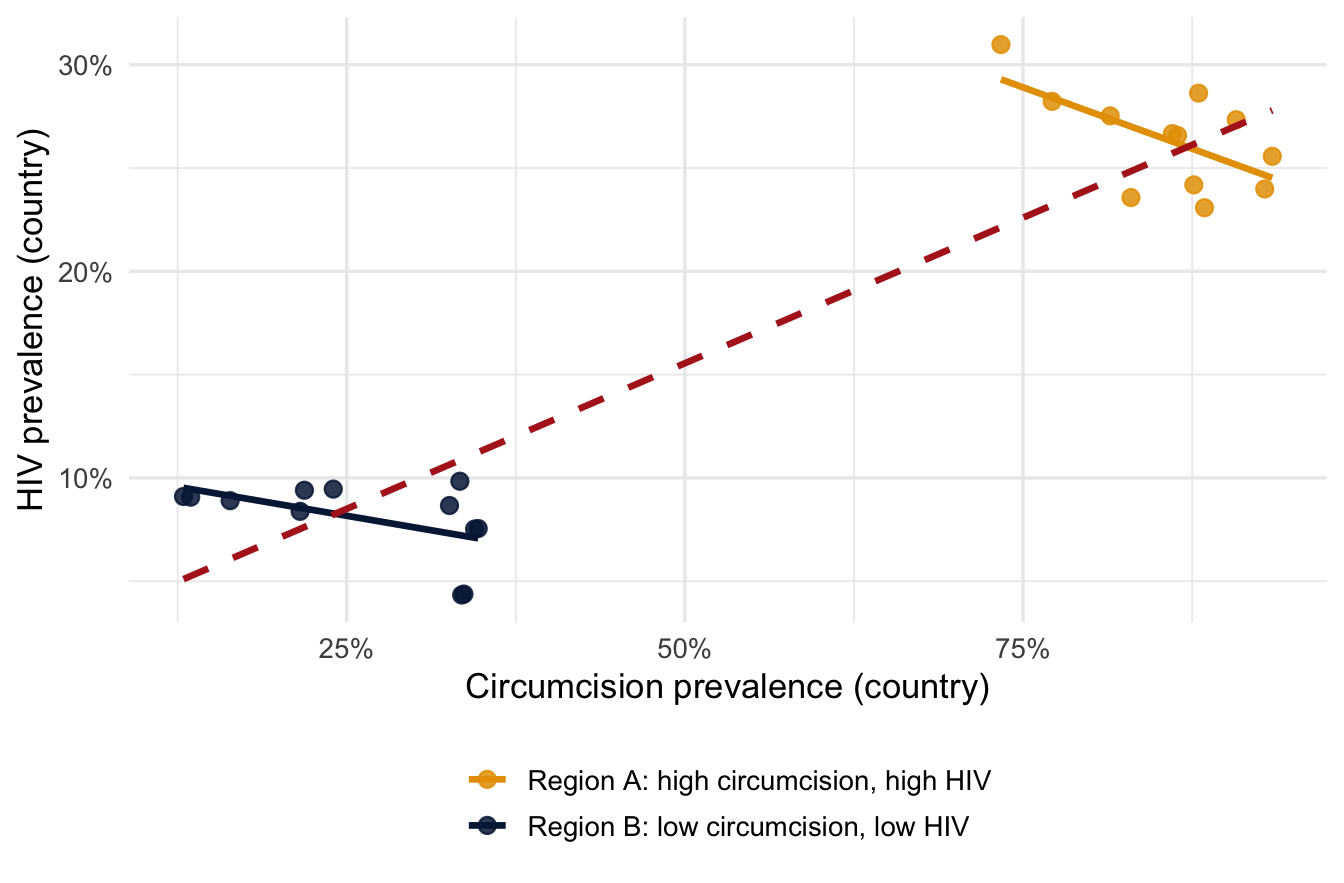 30%
20%
10%
HIV prevalence (country)
25% 50% 75%
Circumcision prevalence (country)
Region A: high circumcision, high HIV
Region B: low circumcision, low HIV